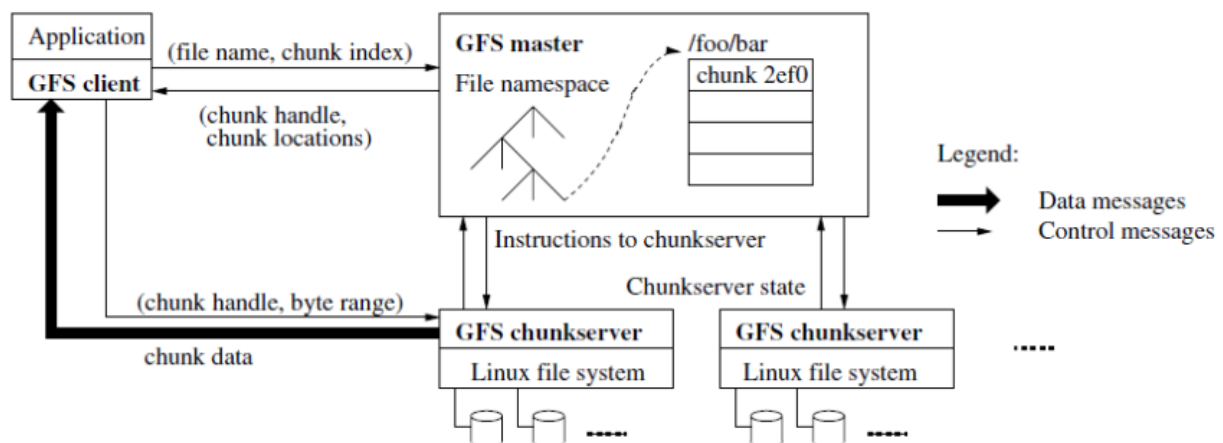 Application
GFS client
(file name, chunk index)
(chunk handle,
chunk locations)
GFS master
File namespace
/foo/bar
chunk 2ef0
Legend:
Data messages
Control messages
Instructions to chunkserver
Chunkserver state
(chunk handle, byte range)
chunk data
GFS chunkserver
Linux file system
GFS chunkserver
Linux file system